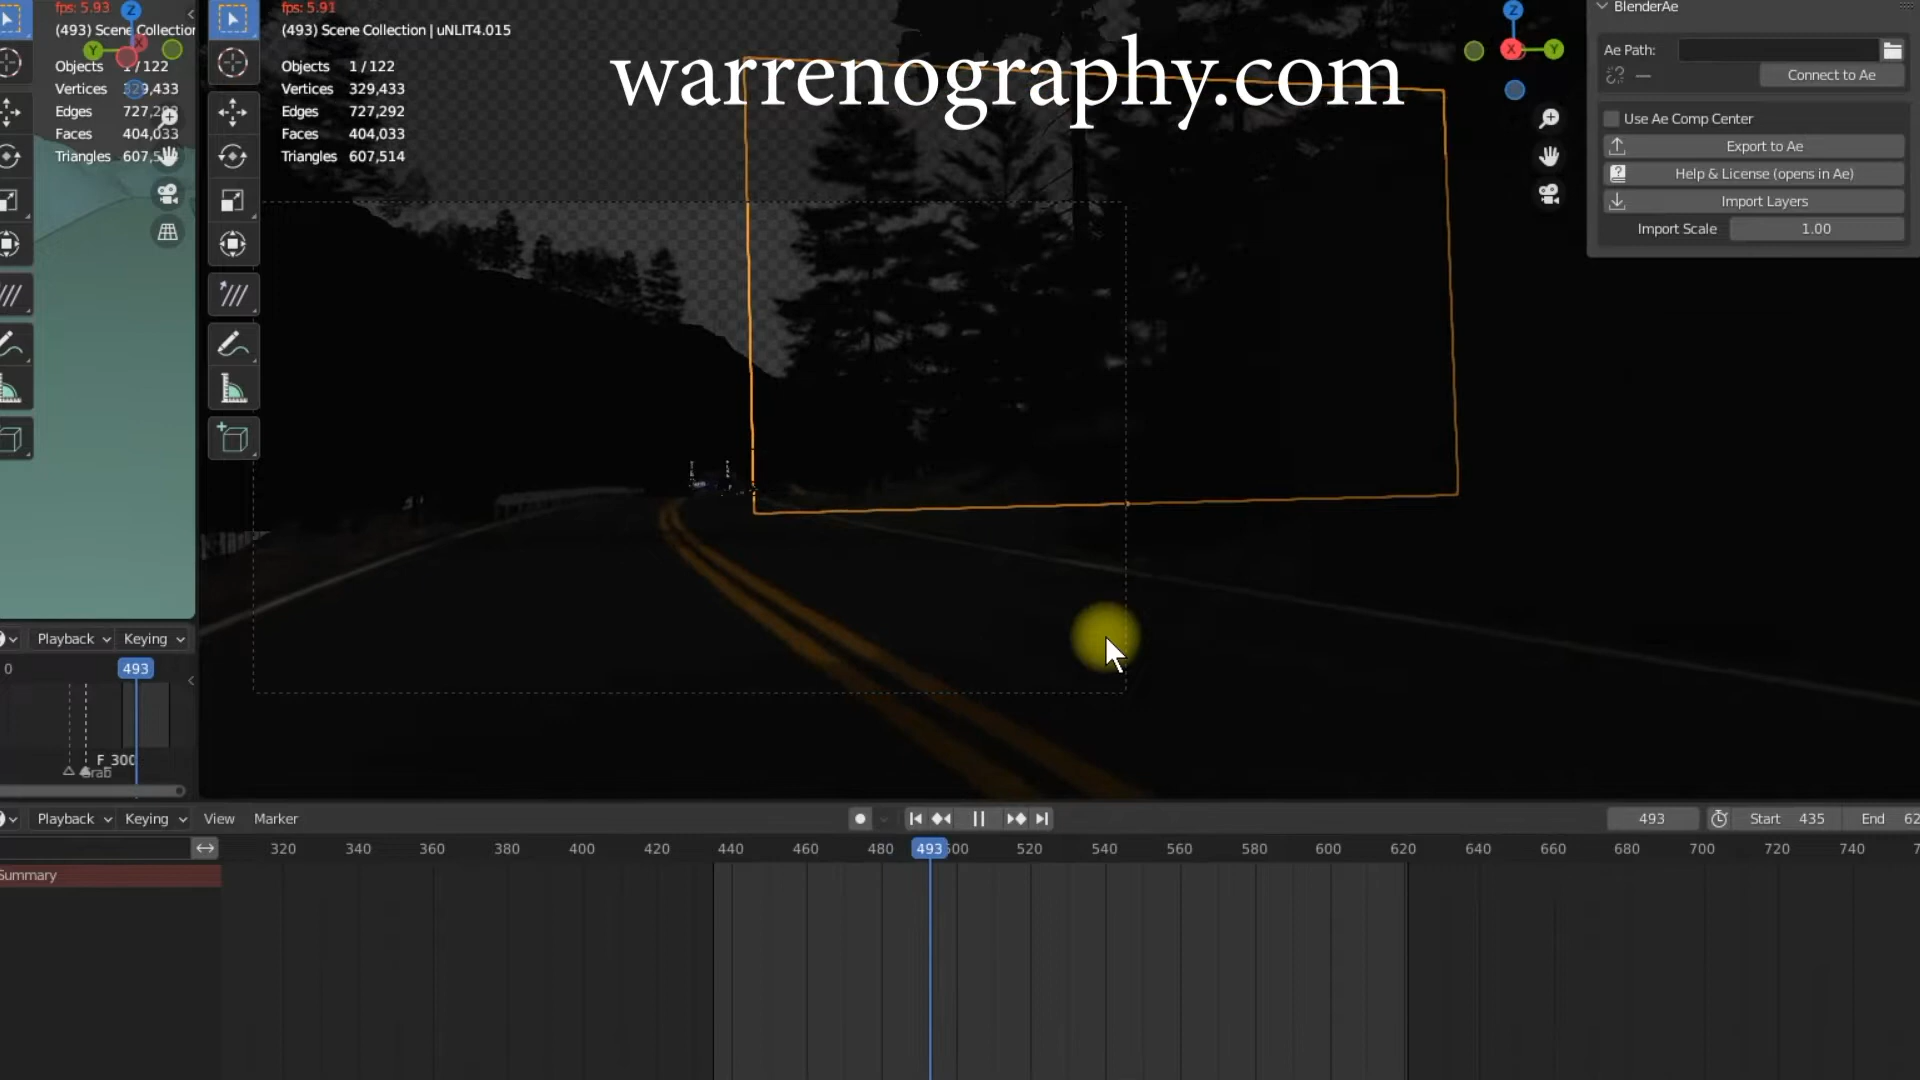 fps: 5.93
(493) Scene Collection
Objects 1 / 122
Vertices 329,433
Edges
Faces 404,033
Triangles
fps: 5.91
(493) Scene Collection | uNLIT4.015
Objects 1 / 122
Vertices 329,433
Edges 727,292
Faces 404,033
Triangles 607,514
warrenography.com
Z
Y
X
Z
X
Y
BlenderAe
Ae Path:
Connect to Ae
Use Ae Comp Center
Export to Ae
Help & License (opens in Ae)
Import Layers
Import Scale 1.00
Playback Keying
0 493
F_300
Grab
Playback Keying View Marker
493 Start 435 End
320 340 360 380 400 420 440 460 480 493 500 520 540 560 580 600 620 640 660 680 700 720 740
Summary